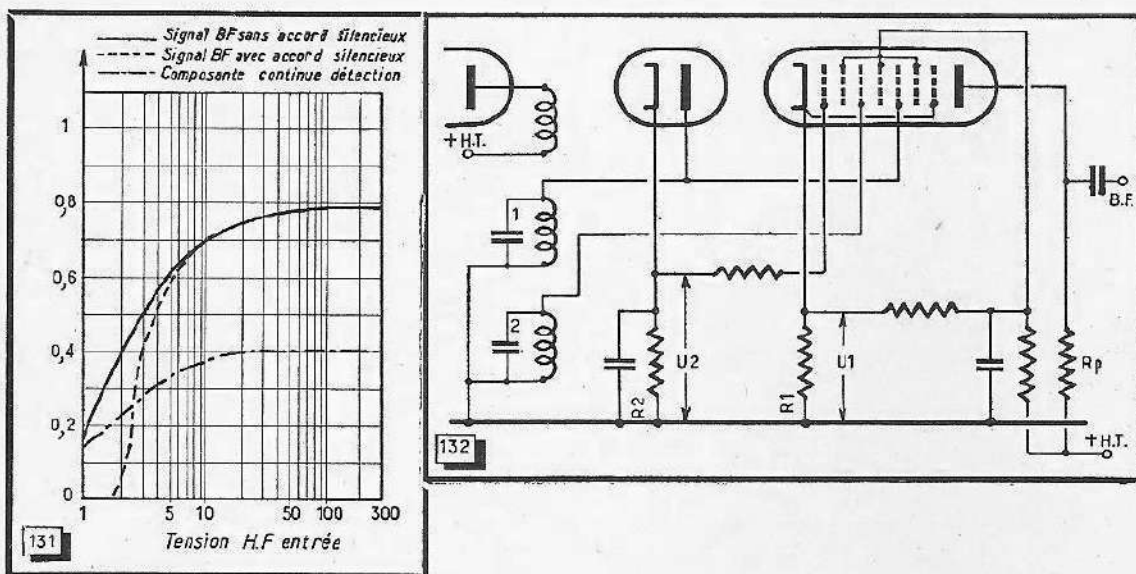 Signal BF sans accord silencieux
Signal BF avec accord silencieux
Composante continue détection
1
0,8
0,6
0,4
0,2
0
1 5 10 50 100 300
Tension H.F entrée
131
+ H.T.
1
2
R2
U2
R1
U1
Rp
B.F.
+ H.T.
132